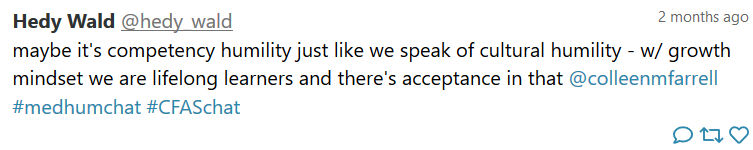 Hedy Wald @hedy_wald 2 months ago
maybe it's competency humility just like we speak of cultural humility - w/ growth
mindset we are lifelong learners and there's acceptance in that @colleenmfarrell
#medhumchat #CFASchat